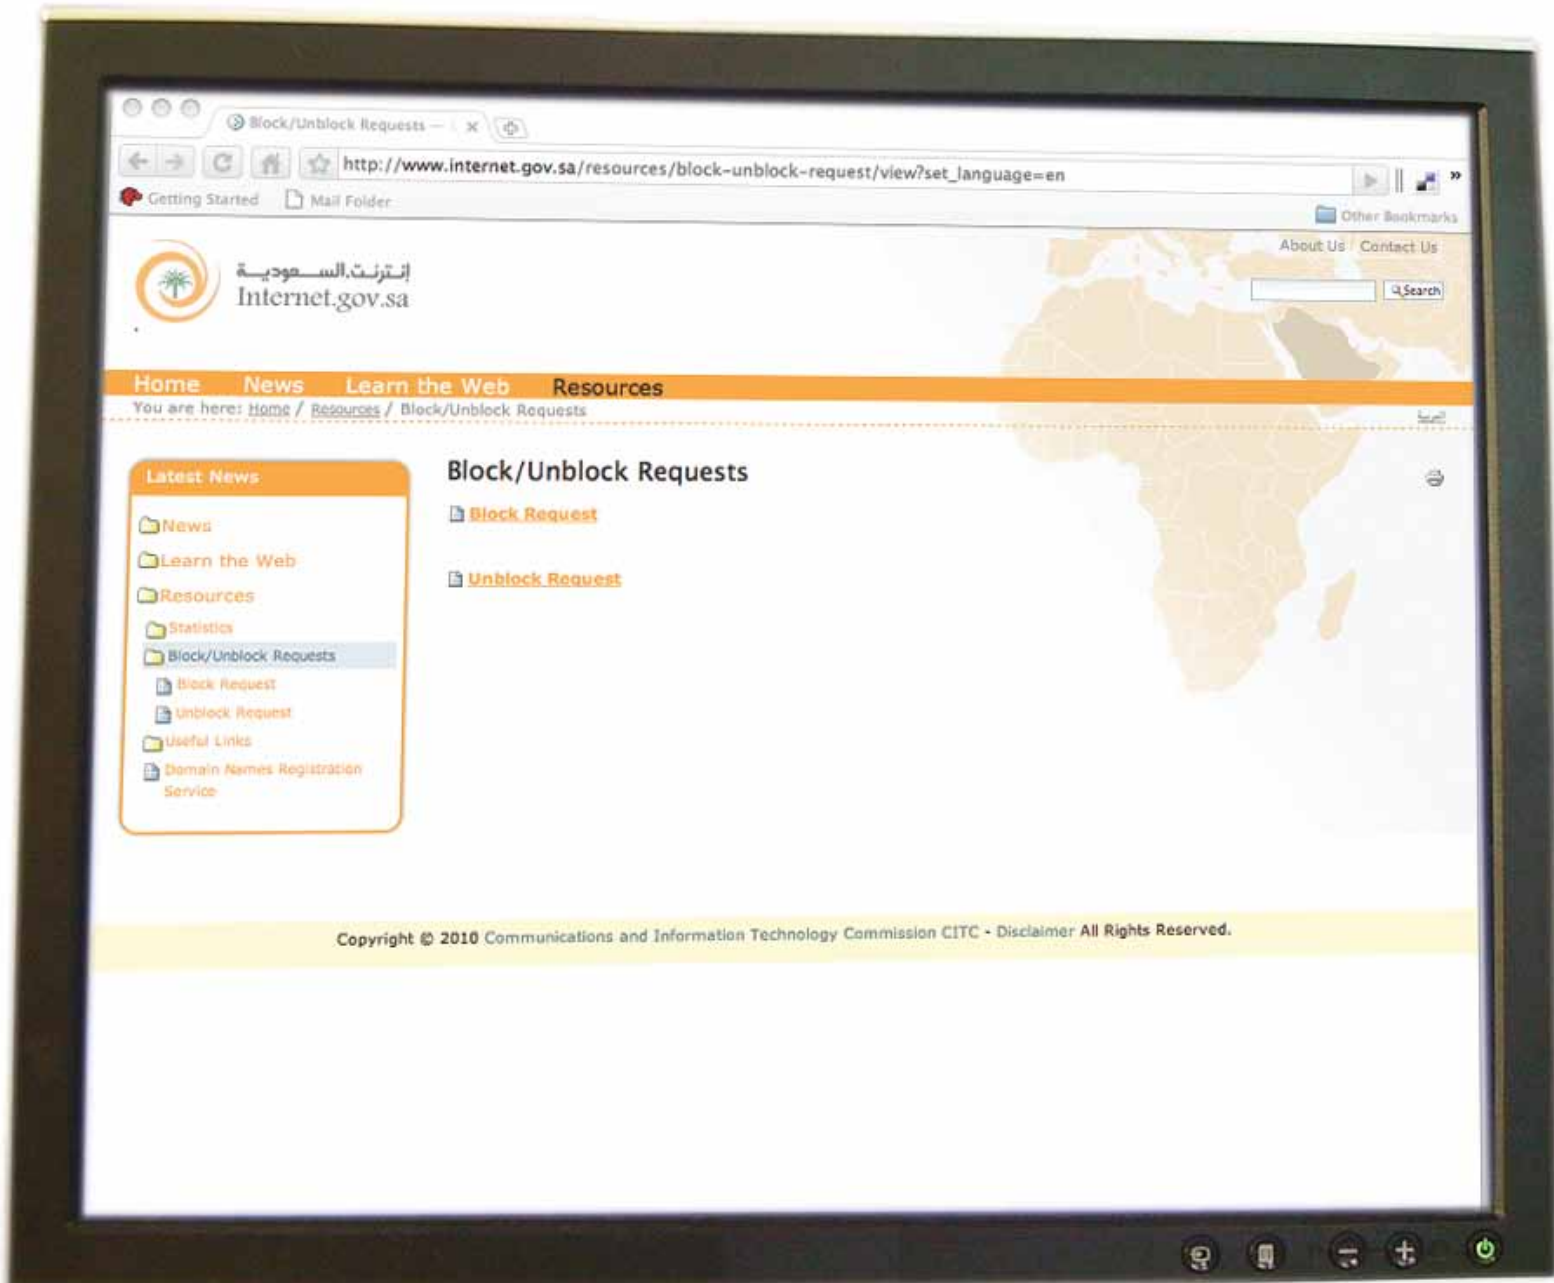 Block/Unblock Requests —
http://www.internet.gov.sa/resources/block-unblock-request/view?set_language=en
Getting Started
Mail Folder
Other Bookmarks
About Us
Contact Us
إنـترنـت.الســـعوديـــة
Internet.gov.sa
Search
Home
News
Learn the Web
Resources
You are here: Home / Resources / Block/Unblock Requests
العربية
Latest News
News
Learn the Web
Resources
Statistics
Block/Unblock Requests
Block Request
Unblock Request
Useful Links
Domain Names Registration
Service
Block/Unblock Requests
Block Request
Unblock Request
Copyright © 2010 Communications and Information Technology Commission CITC - Disclaimer All Rights Reserved.